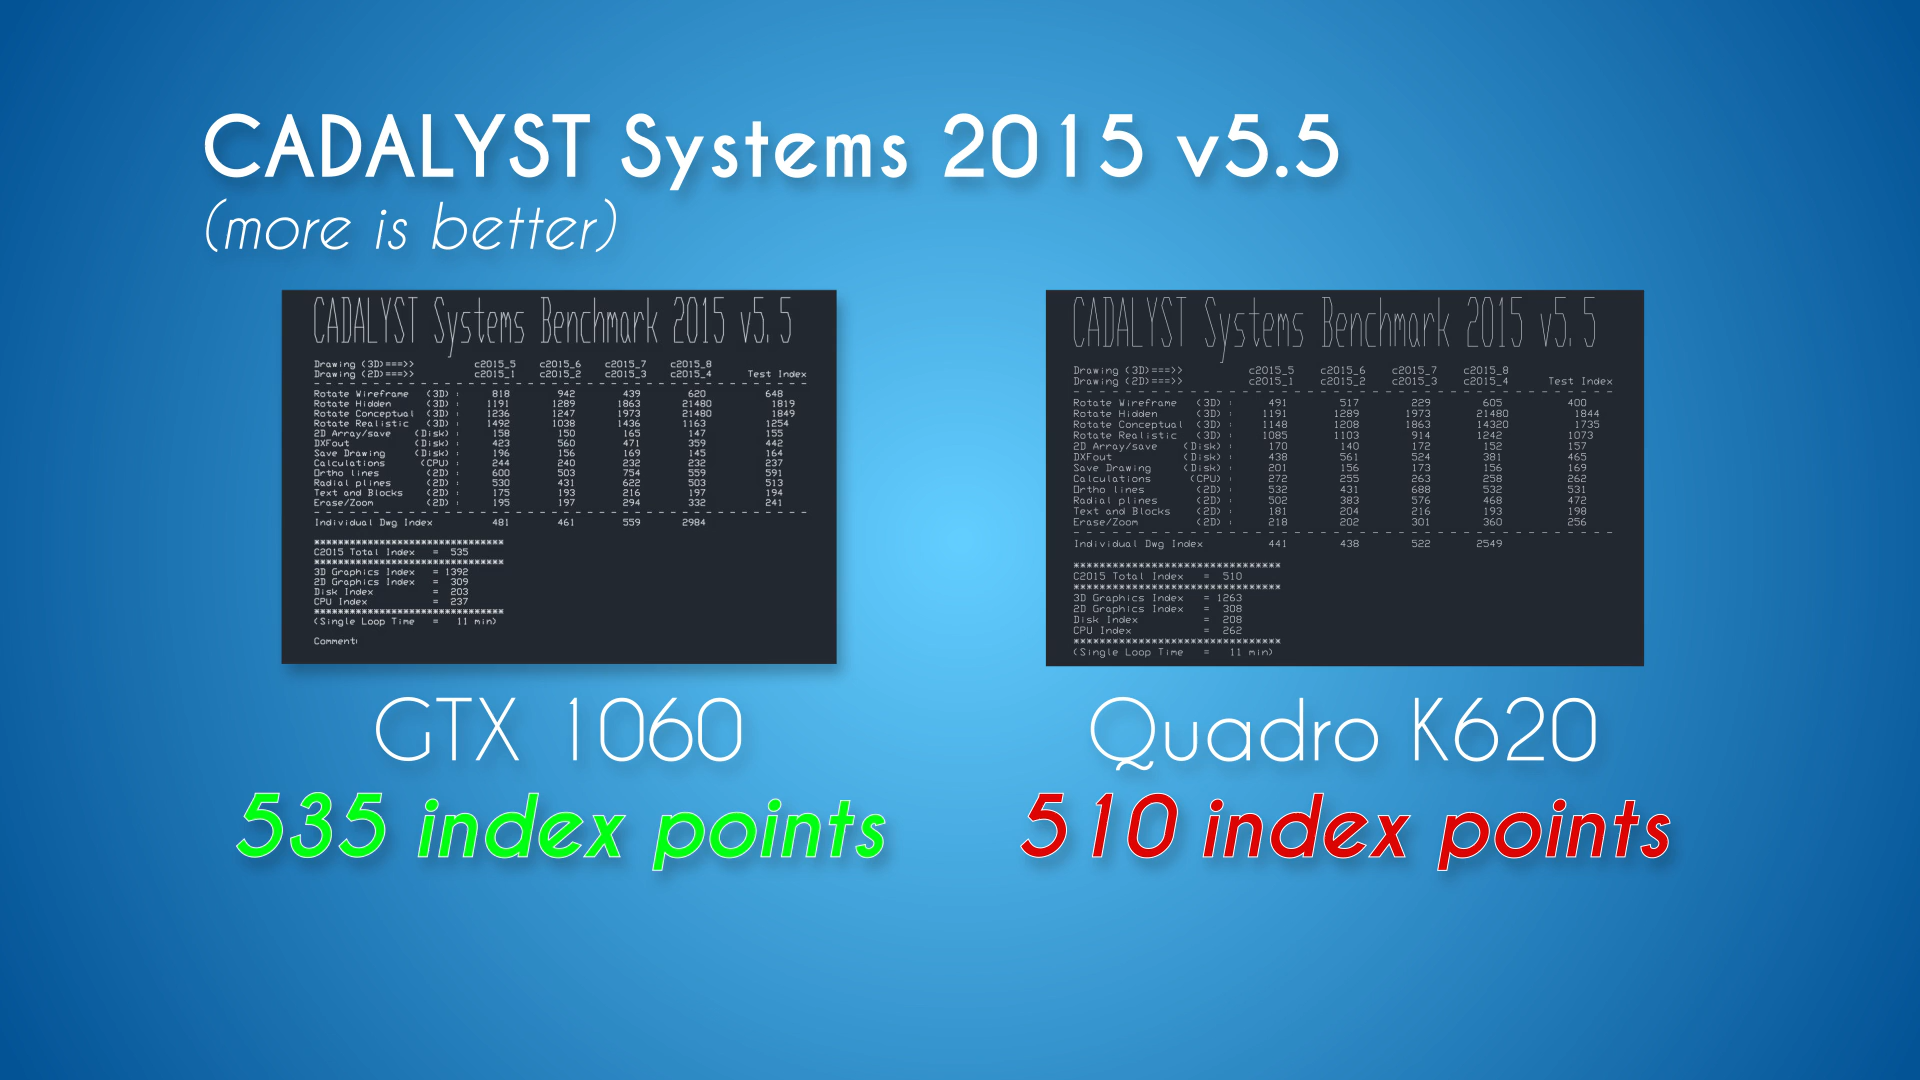 CADALYST Systems 2015 v5.5
(more is better)
CADALYST Systems Benchmark 2015 v5.5
Drawing (3D)===>> c2015_5 c2015_6 c2015_7 c2015_8
Drawing (2D)===>> c2015_1 c2015_2 c2015_3 c2015_4 Test Index
- - - - - - - - - - - - - - - - - - - - - - - - - - - - - - - - - - - - - - -
Rotate Wireframe (3D) : 818 942 439 620 648
Rotate Hidden (3D) : 1191 1289 1863 21480 1819
Rotate Conceptual (3D) : 1236 1247 1973 21480 1849
Rotate Realistic (3D) : 1492 1038 1436 1163 1254
2D Array/save (Disk) : 158 150 165 147 155
DXFout (Disk) : 423 560 471 359 442
Save Drawing (Disk) : 196 156 169 145 164
Calculations (CPU) : 244 240 232 232 237
Ortho lines (2D) : 600 503 754 559 591
Radial plines (2D) : 530 431 622 503 513
Text and Blocks (2D) : 175 193 216 197 194
Erase/Zoom (2D) : 195 197 294 332 241
- - - - - - - - - - - - - - - - - - - - - - - - - - - - - - - - - - - - - - -
Individual Dwg Index 481 461 559 2984
********************************
C2015 Total Index = 535
********************************
3D Graphics Index = 1392
2D Graphics Index = 309
Disk Index = 203
CPU Index = 237
********************************
(Single Loop Time = 11 min)
Comment:
GTX 1060
535 index points
CADALYST Systems Benchmark 2015 v5.5
Drawing (3D)===>> c2015_5 c2015_6 c2015_7 c2015_8
Drawing (2D)===>> c2015_1 c2015_2 c2015_3 c2015_4 Test Index
- - - - - - - - - - - - - - - - - - - - - - - - - - - - - - - - - - - - - - -
Rotate Wireframe (3D) : 491 517 229 605 400
Rotate Hidden (3D) : 1191 1289 1973 21480 1844
Rotate Conceptual (3D) : 1148 1208 1863 14320 1735
Rotate Realistic (3D) : 1085 1103 914 1242 1073
2D Array/save (Disk) : 170 140 172 152 157
DXFout (Disk) : 438 561 524 381 465
Save Drawing (Disk) : 201 156 173 156 169
Calculations (CPU) : 272 255 263 258 262
Ortho lines (2D) : 532 431 688 532 531
Radial plines (2D) : 502 383 576 468 472
Text and Blocks (2D) : 181 204 216 193 198
Erase/Zoom (2D) : 218 202 301 360 256
- - - - - - - - - - - - - - - - - - - - - - - - - - - - - - - - - - - - - - -
Individual Dwg Index 441 438 522 2549
********************************
C2015 Total Index = 510
********************************
3D Graphics Index = 1263
2D Graphics Index = 308
Disk Index = 208
CPU Index = 262
********************************
(Single Loop Time = 11 min)
Quadro K620
510 index points